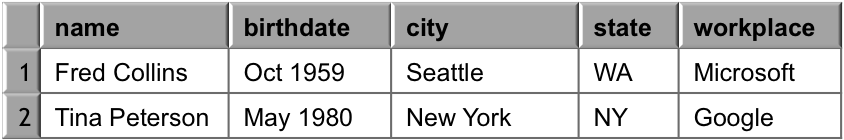 name birthdate city state workplace
1 Fred Collins Oct 1959 Seattle WA Microsoft
2 Tina Peterson May 1980 New York NY Google